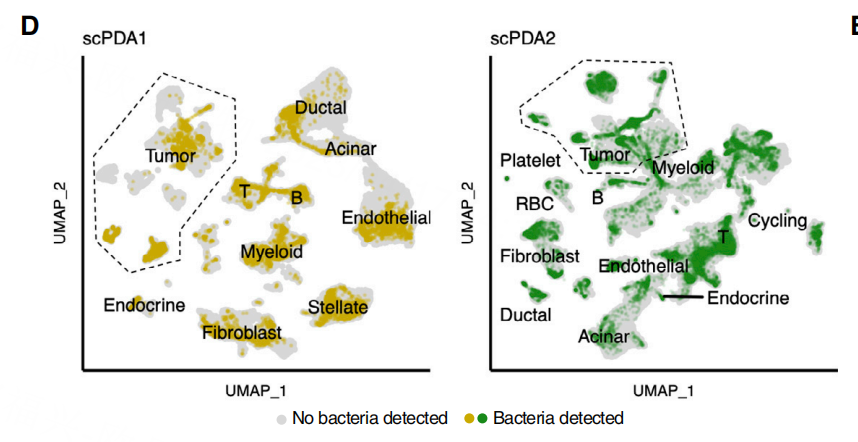 D
scPDA1
Ductal
Acinar
Tumor
T
B
Endothelial
Myeloid
Endocrine
Stellate
Fibroblast
UMAP_2
UMAP_1
scPDA2
Platelet
Tumor
Myeloid
RBC
B
Cycling
T
Fibroblast
Endothelial
Endocrine
Ductal
Acinar
UMAP_2
UMAP_1
No bacteria detected
Bacteria detected